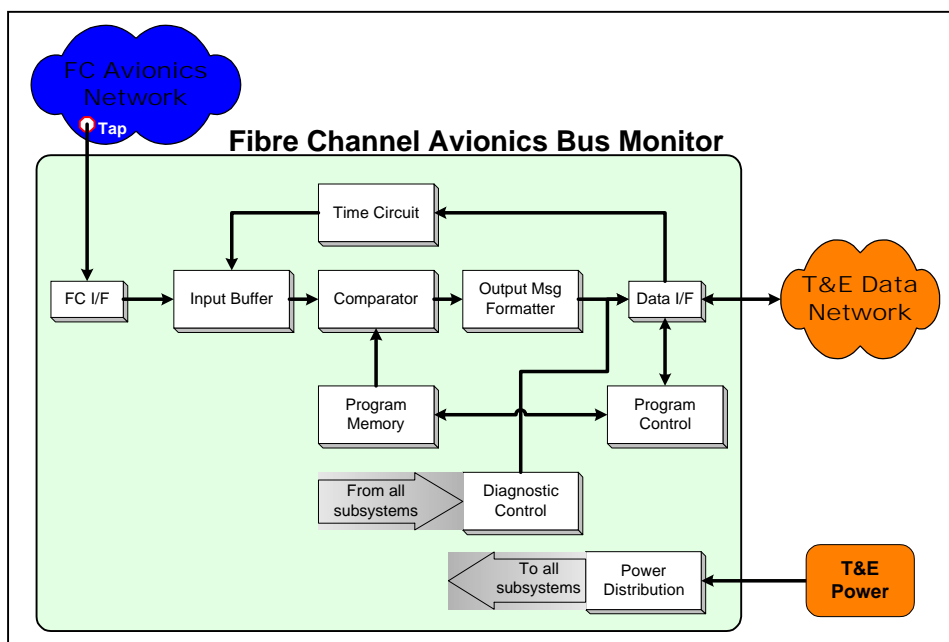 FC Avionics
Network
Tap
Fibre Channel Avionics Bus Monitor
Time Circuit
FC I/F
Input Buffer
Comparator
Output Msg
Formatter
Data I/F
T&E Data
Network
Program
Memory
Program
Control
From all
subsystems
Diagnostic
Control
To all
subsystems
Power
Distribution
T&E
Power